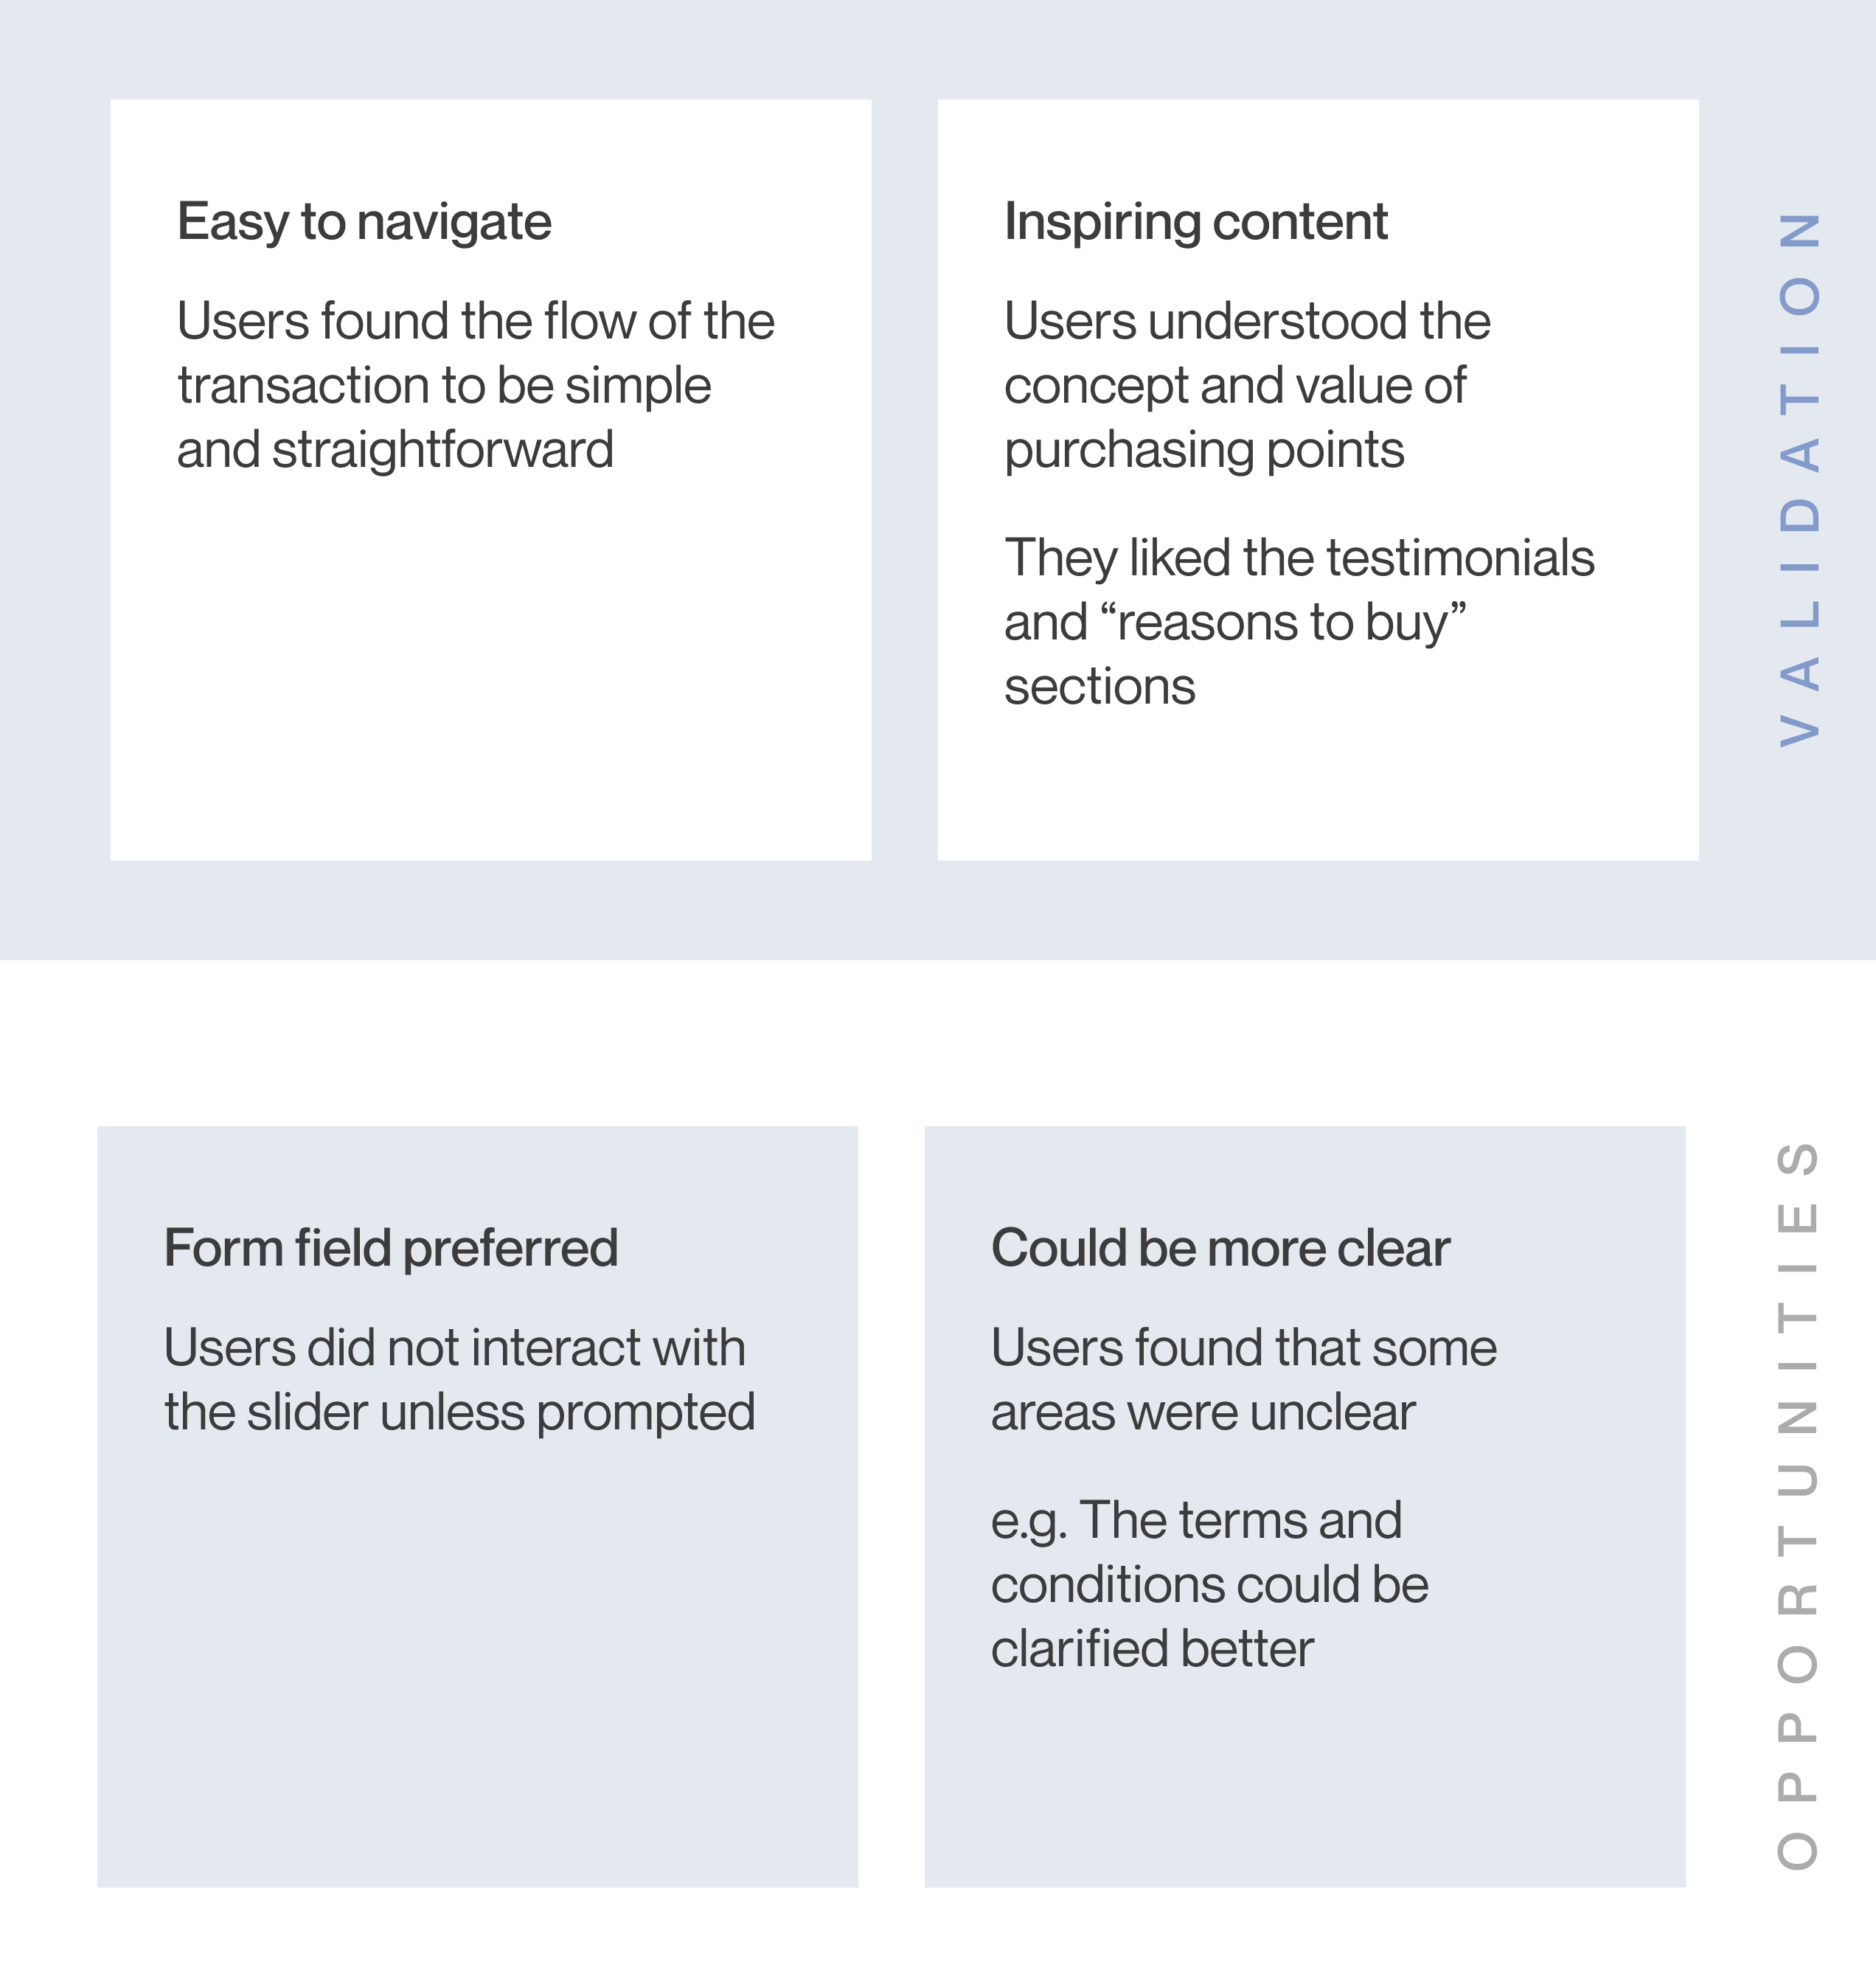 Easy to navigate
Users found the flow of the
transaction to be simple
and straightforward
Inspiring content
Users understood the
concept and value of
purchasing points
They liked the testimonials
and “reasons to buy”
sections
VALIDATION
Form field preferred
Users did not interact with
the slider unless prompted
Could be more clear
Users found that some
areas were unclear
e.g. The terms and
conditions could be
clarified better
OPPORTUNITIES